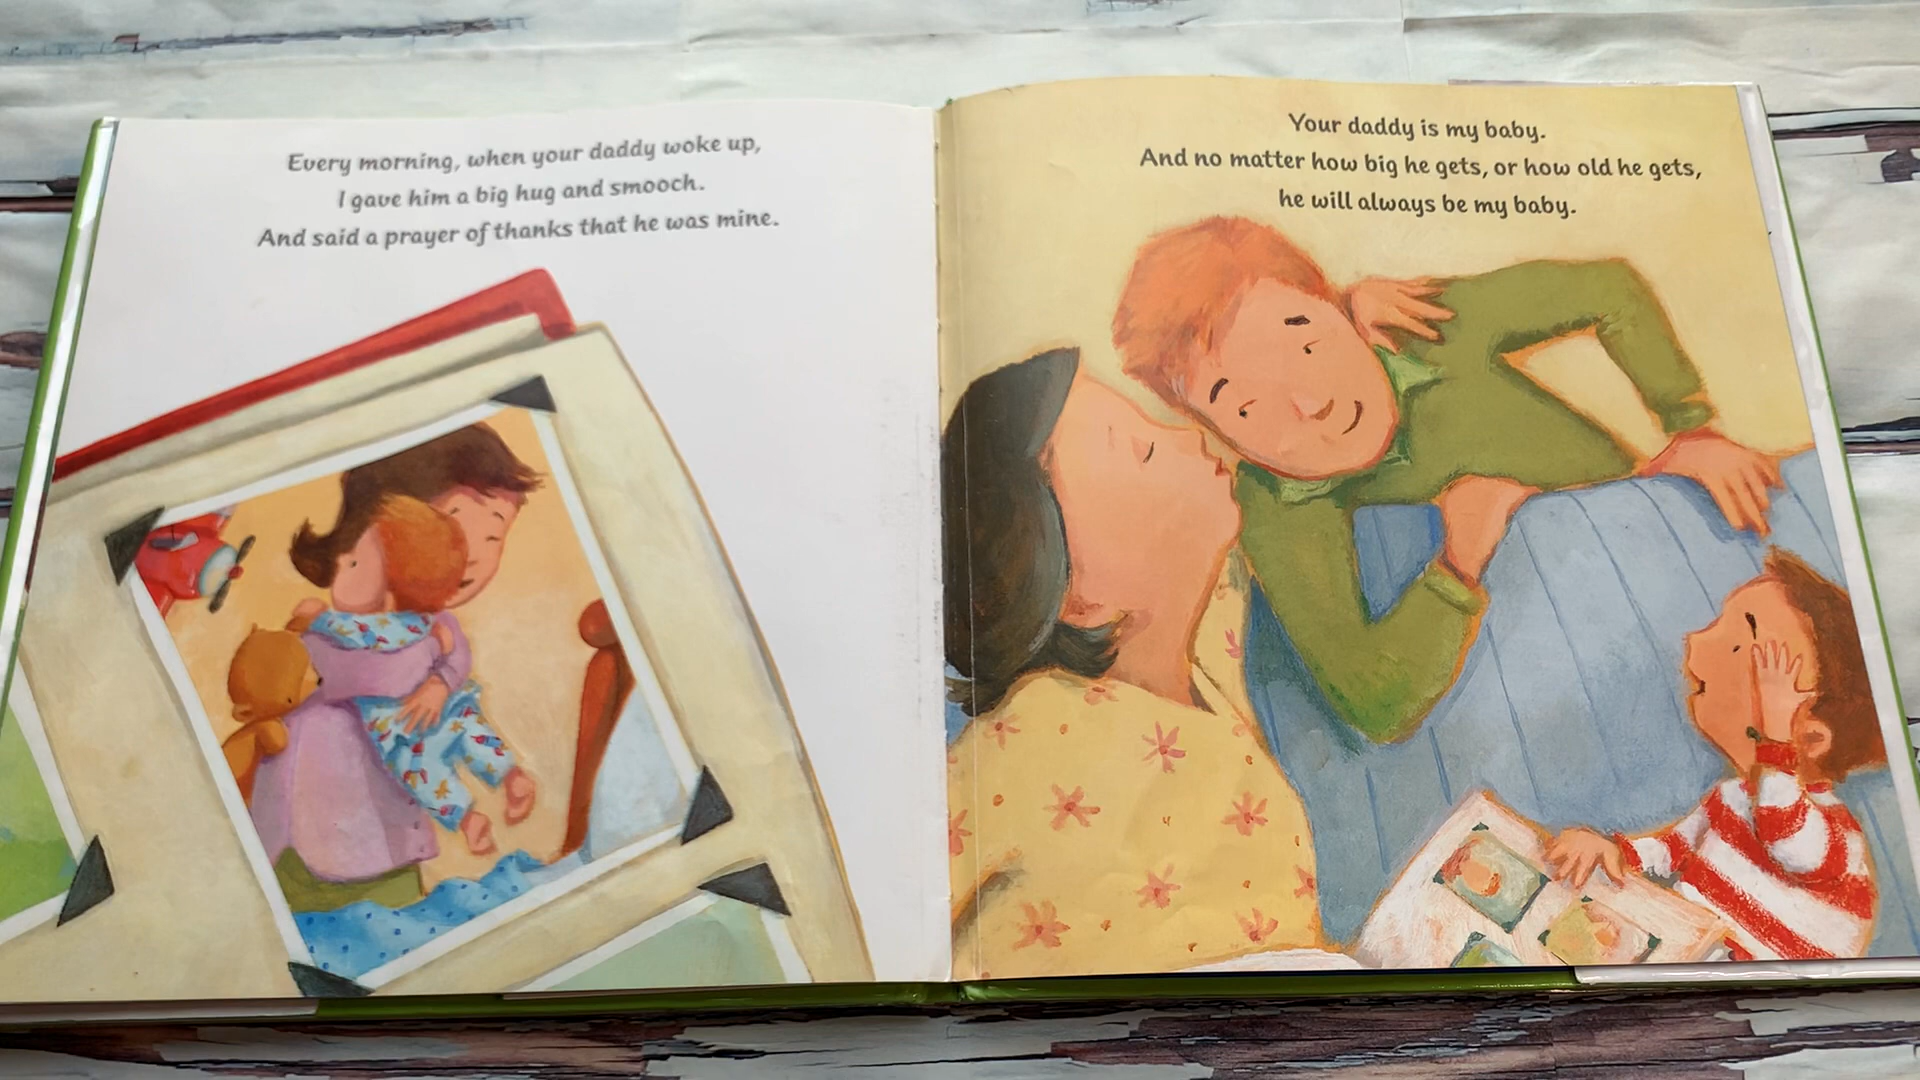 Every morning, when your daddy woke up,
I gave him a big hug and smooch.
And said a prayer of thanks that he was mine.
Your daddy is my baby.
And no matter how big he gets, or how old he gets,
he will always be my baby.